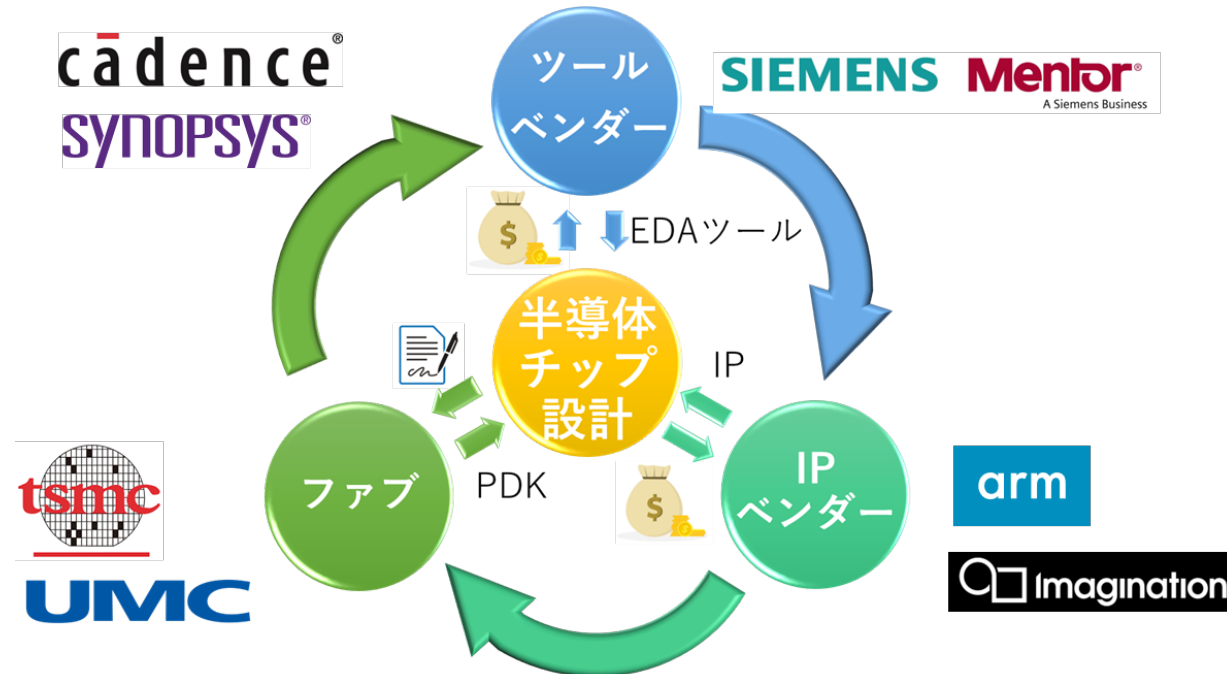 cādence®
SYNOPSYS®
ツール
ベンダー
SIEMENS
Mentor®
A Siemens Business
$
EDAツール
半導体
チップ
設計
IP
ファブ
PDK
$
IP
ベンダー
tsmc
UMC
arm
Imagination